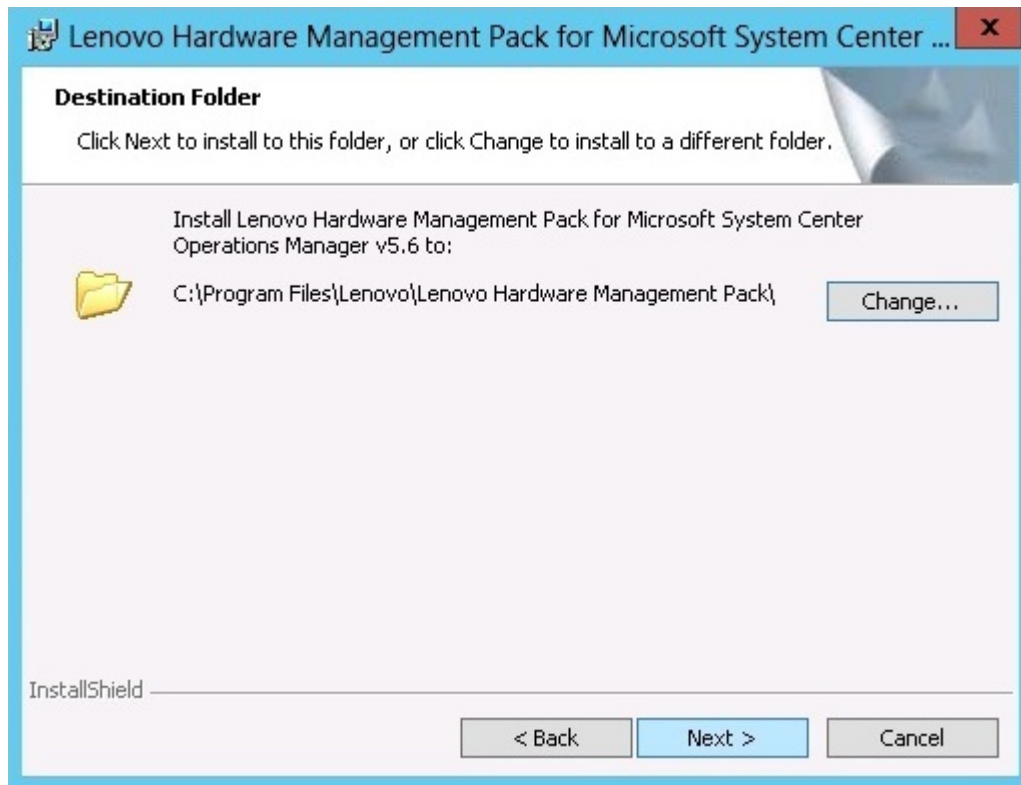 Lenovo Hardware Management Pack for Microsoft System Center ...
x
Destination Folder
Click Next to install to this folder, or click Change to install to a different folder.
Install Lenovo Hardware Management Pack for Microsoft System Center
Operations Manager v5.6 to:
C:\Program Files\Lenovo\Lenovo Hardware Management Pack\
Change...
InstallShield
< Back
Next >
Cancel